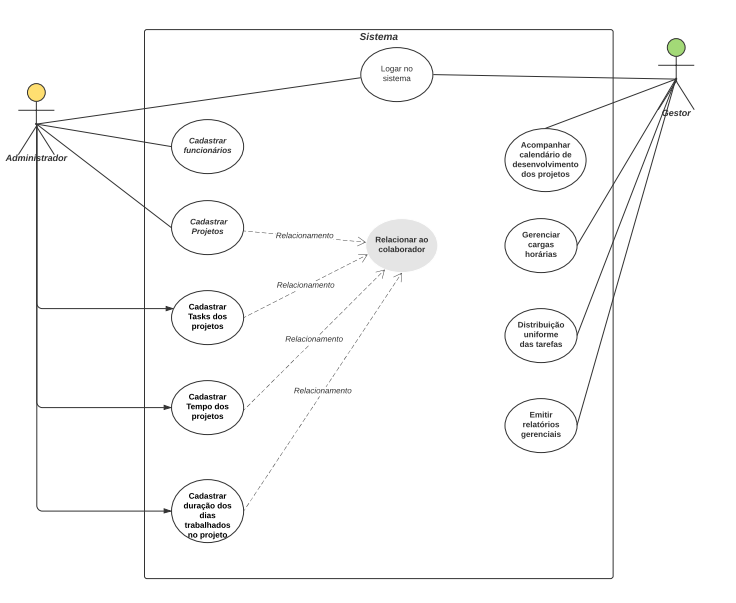 Sistema
Logar no
sistema
Gestor
Administrador
Cadastrar
funcionários
Acompanhar
calendário de
desenvolvimento
dos projetos
Cadastrar
Projetos
Relacionamento
Relacionar ao
colaborador
Gerenciar
cargas
horárias
Relacionamento
Cadastrar
Tasks dos
projetos
Distribuição
uniforme
das tarefas
Relacionamento
Cadastrar
Tempo dos
projetos
Relacionamento
Emitir
relatórios
gerenciais
Cadastrar
duração dos
dias
trabalhados
no projeto